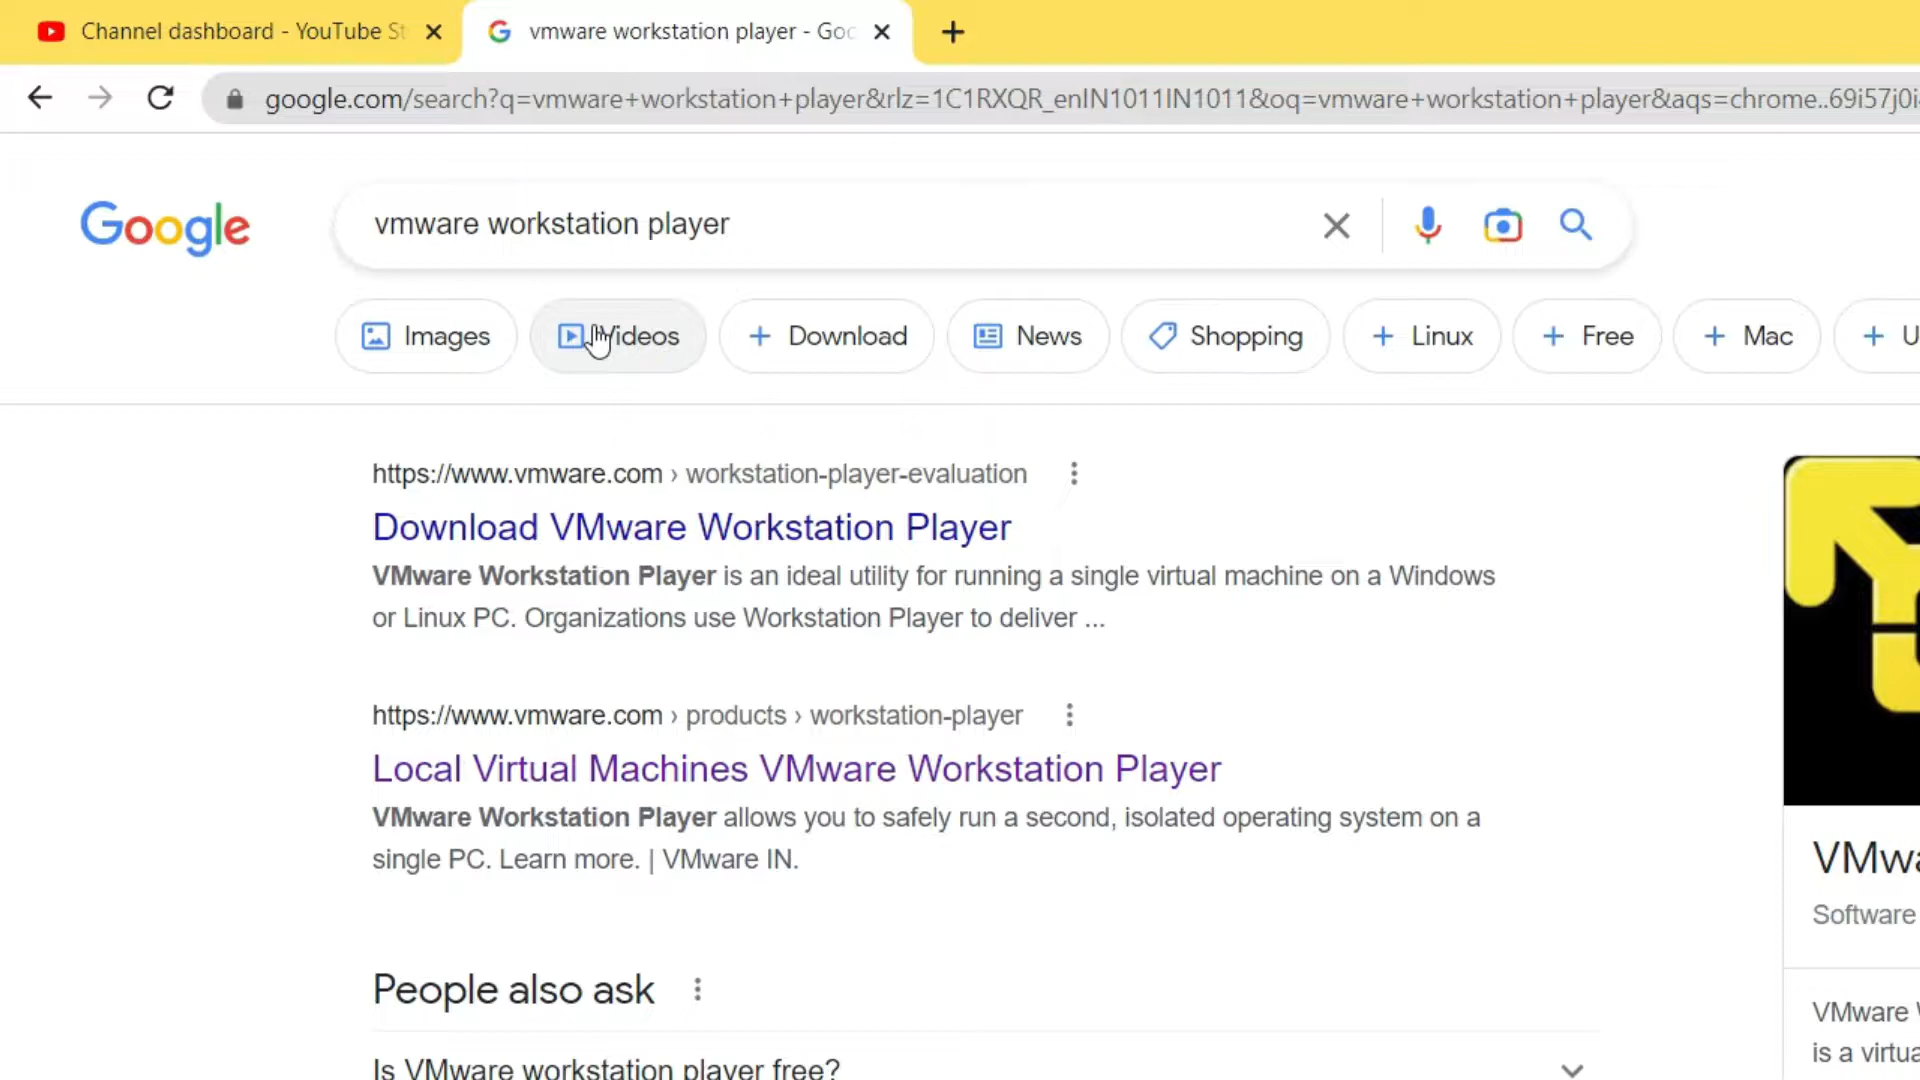 Channel dashboard - YouTube St
vmware workstation player - Goo
google.com/search?q=vmware+workstation+player&rlz=1C1RXQR_enIN1011IN1011&oq=vmware+workstation+player&aqs=chrome..69i57j0i
Google
vmware workstation player
Images
Videos
Download
News
Shopping
Linux
Free
Mac
U
https://www.vmware.com › workstation-player-evaluation
Download VMware Workstation Player
VMware Workstation Player is an ideal utility for running a single virtual machine on a Windows
or Linux PC. Organizations use Workstation Player to deliver ...
https://www.vmware.com › products › workstation-player
Local Virtual Machines VMware Workstation Player
VMware Workstation Player allows you to safely run a second, isolated operating system on a
single PC. Learn more. | VMware IN.
People also ask
Is VMware workstation player free?
VMwa
Software
VMware
is a virtua